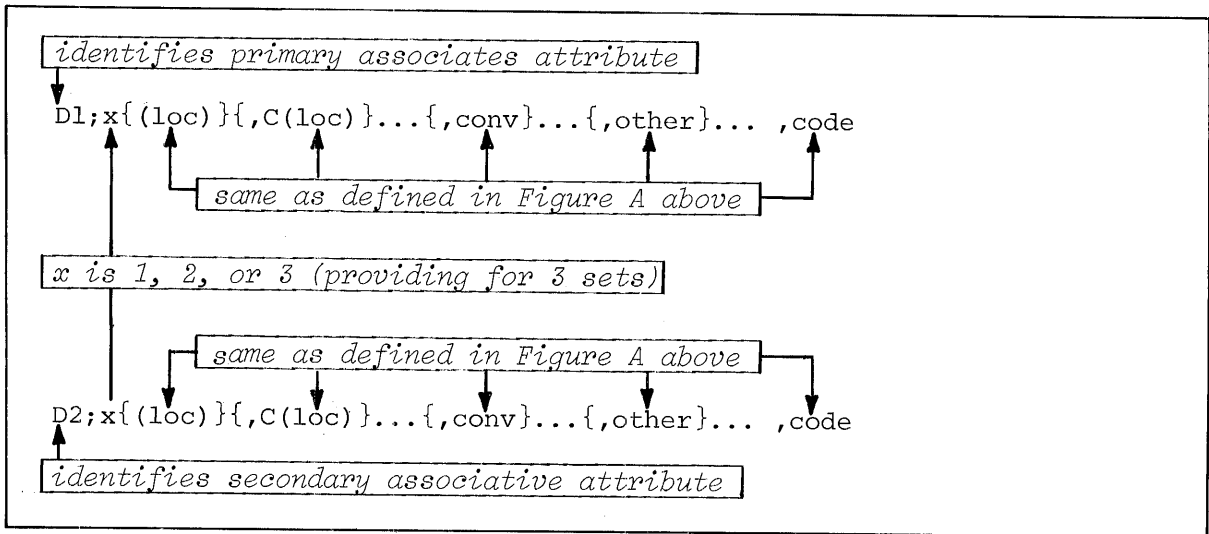 identifies primary associates attribute
D1;x{(loc)}{,C(loc)}...{,conv}...{,other}... ,code
same as defined in Figure A above
x is 1, 2, or 3 (providing for 3 sets)
same as defined in Figure A above
D2;x{(loc)}{,C(loc)}...{,conv}...{,other}... ,code
identifies secondary associative attribute